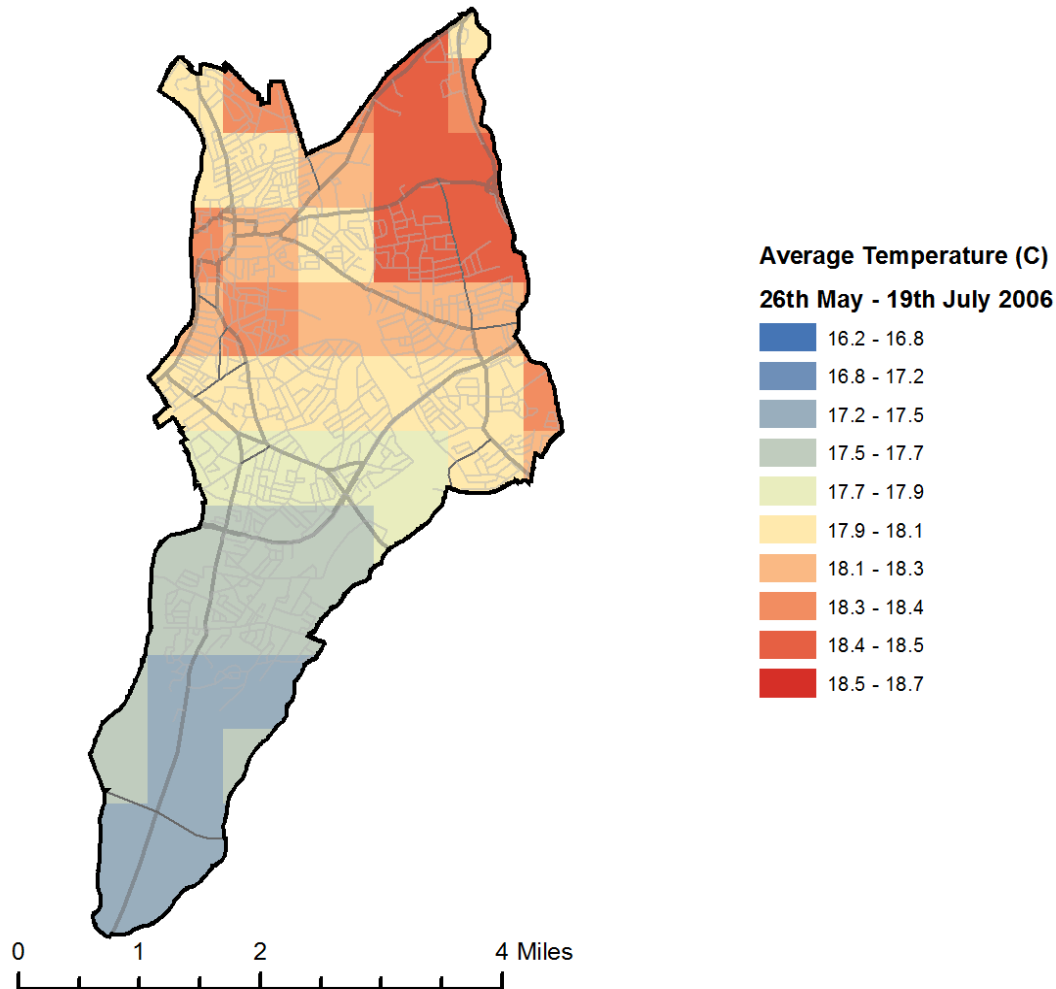 Average Temperature (C)
26th May - 19th July 2006
16.2 - 16.8
16.8 - 17.2
17.2 - 17.5
17.5 - 17.7
17.7 - 17.9
17.9 - 18.1
18.1 - 18.3
18.3 - 18.4
18.4 - 18.5
18.5 - 18.7
0 1 2 4 Miles